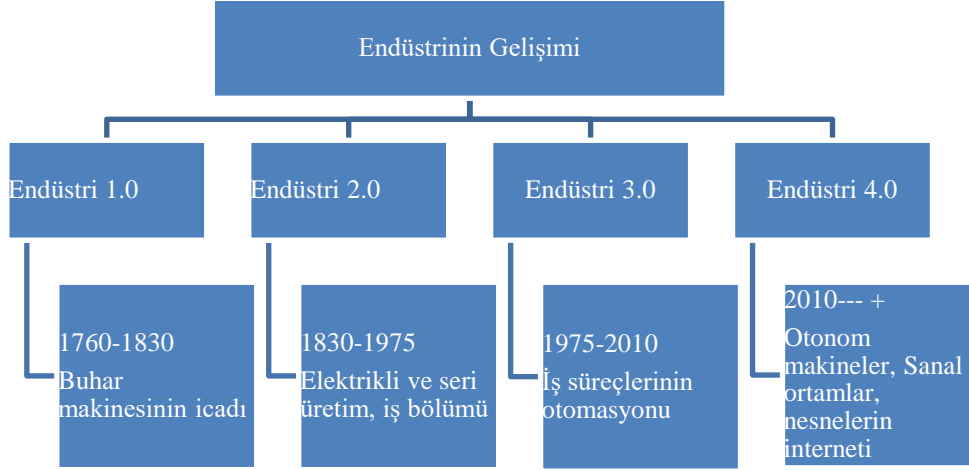 Endüstrinin Gelişimi
Endüstri 1.0
Endüstri 2.0
Endüstri 3.0
Endüstri 4.0
1760-1830
Buhar
makinesinin icadı
1830-1975
Elektrikli ve seri
üretim, iş bölümü
1975-2010
İş süreçlerinin
otomasyonu
2010--- +
Otonom
makineler, Sanal
ortamlar,
nesnelerin
interneti